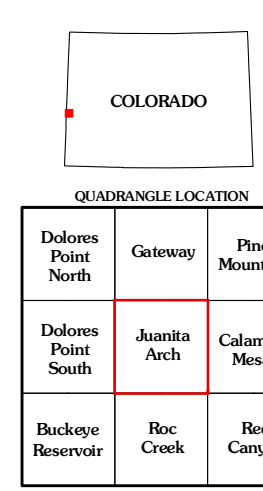 COLORADO
QUADRANGLE LOCATION
Dolores
Point
North
Gateway
Dolores
Point
South
Juanita
Arch
Buckeye
Reservoir
Roc
Creek